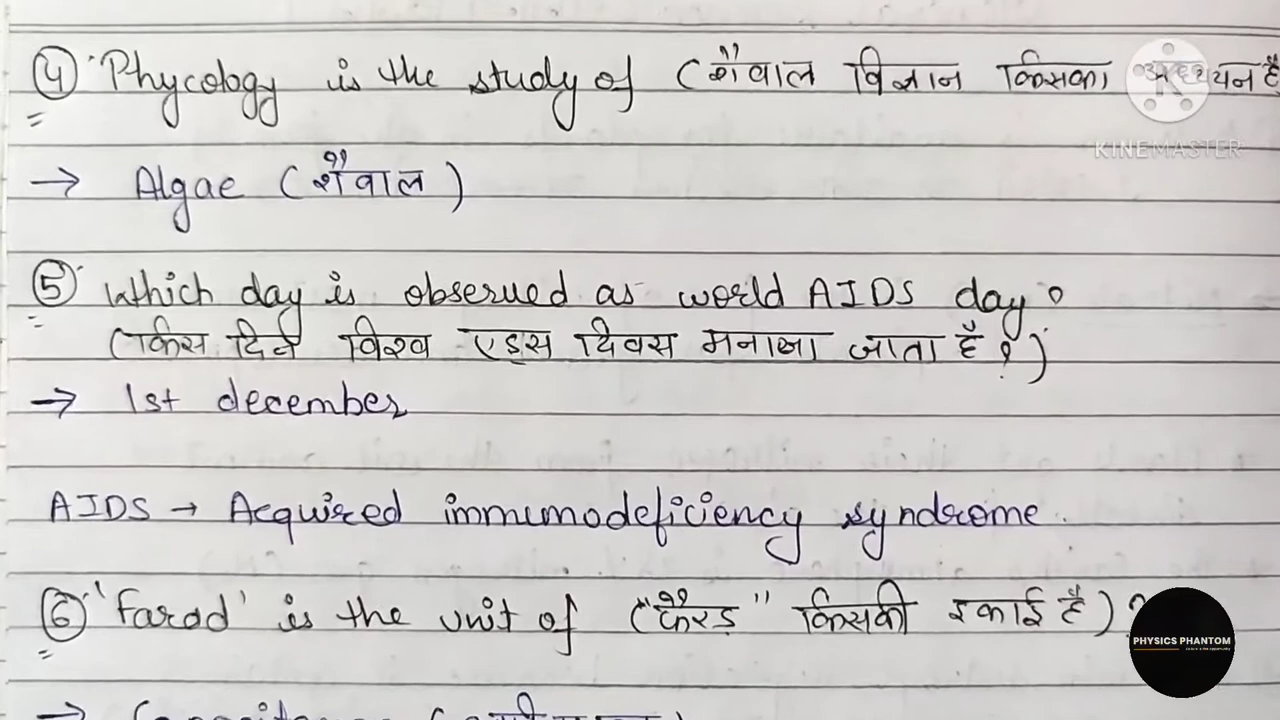 ④ Phycology is the study of (शैवाल विज्ञान किसका अध्ययन है
KINEMASTER
→ Algae (शैवाल)
⑤ Which day is observed as world AIDS day ?
(किस दिन विश्व एड्स दिवस मनाया जाता है ?)
→ 1st december
AIDS → Acquired immunodeficiency syndrome.
⑥ 'Farad' is the unit of ("फैरड़" किसकी इकाई है) ?
PHYSICS PHANTOM
→ Capacitance